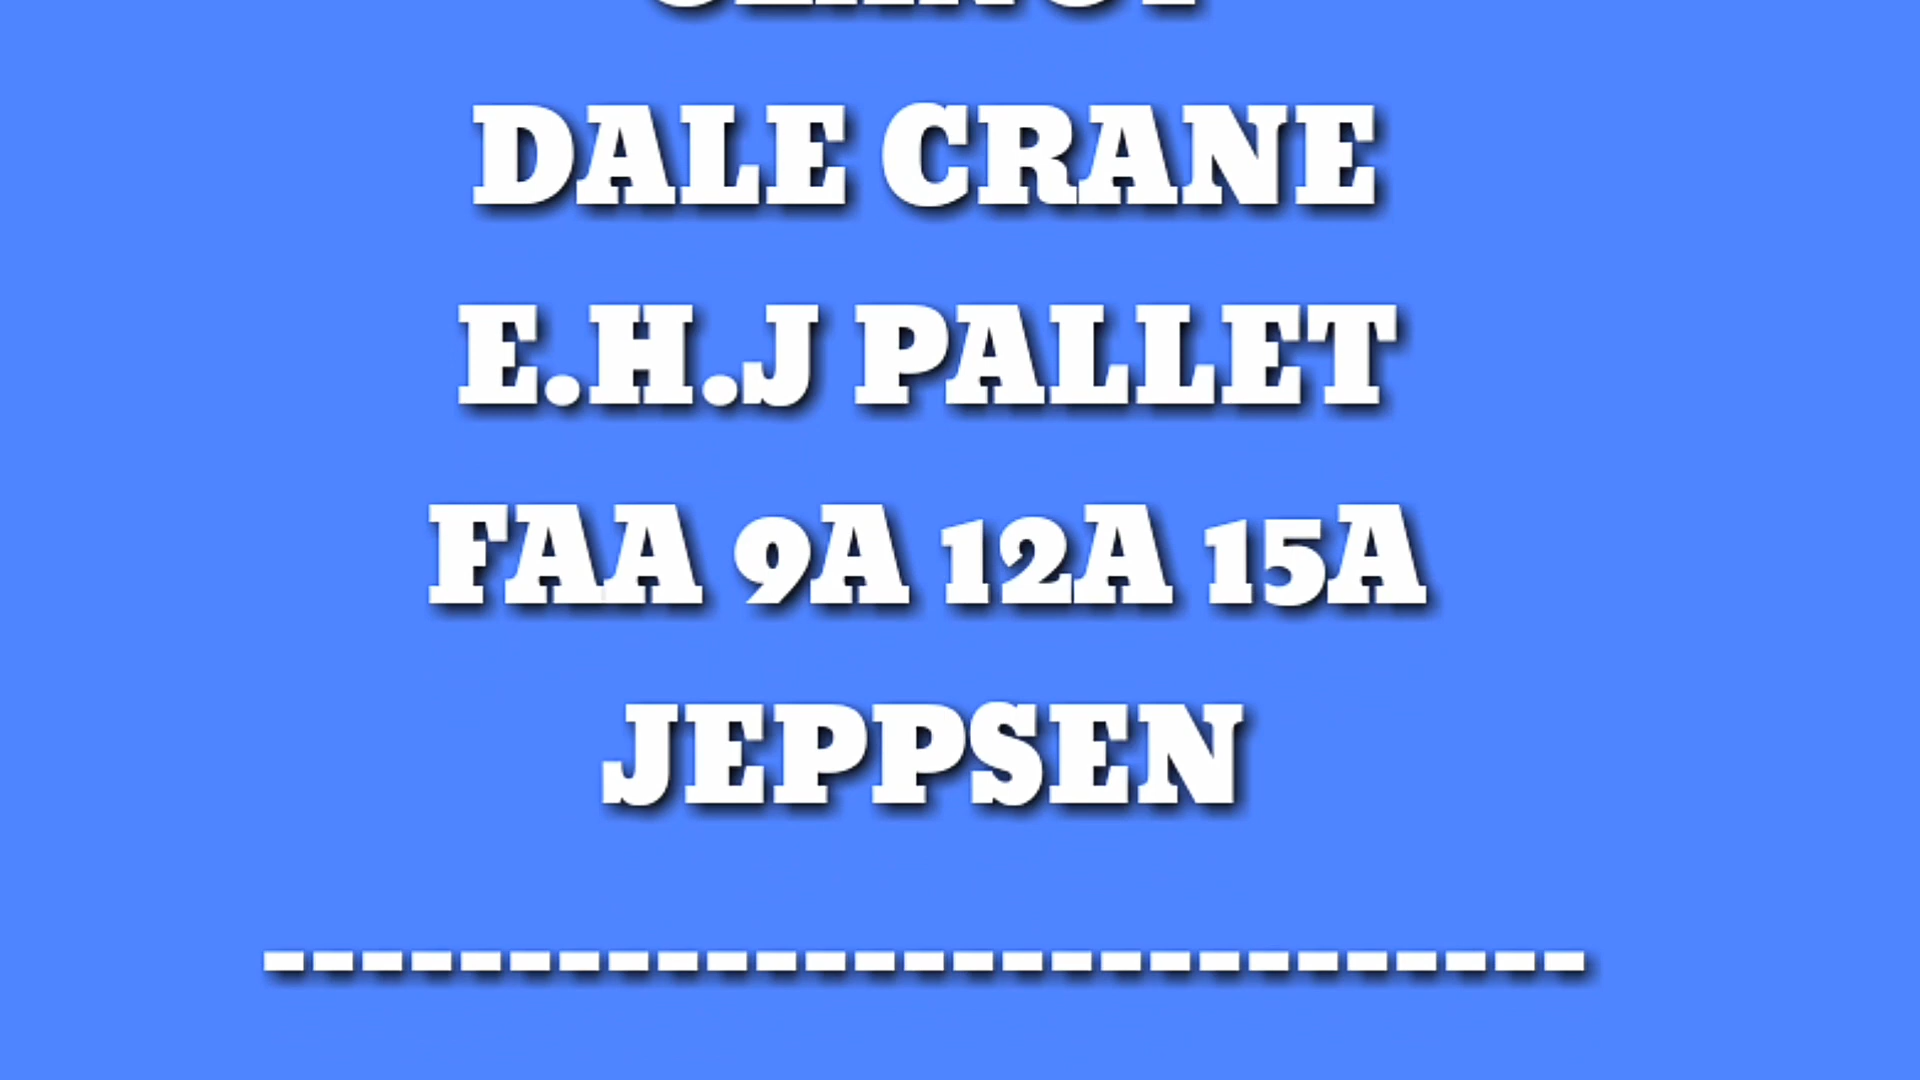 DALE CRANE
E.H.J PALLET
FAA 9A 12A 15A
JEPPSEN
---------------------------